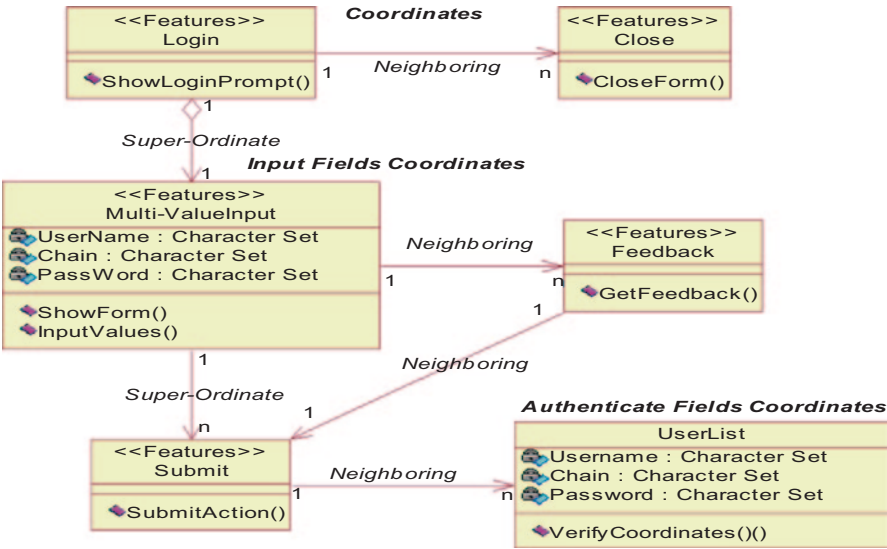 Coordinates
<<Features>>
Login
ShowLoginPrompt()
1
Neighboring
n
<<Features>>
Close
CloseForm()
1
Super-Ordinate
1
Input Fields Coordinates
<<Features>>
Multi-ValueInput
UserName : Character Set
Chain : Character Set
PassWord : Character Set
ShowForm()
InputValues()
Neighboring
1
n
<<Features>>
Feedback
GetFeedback()
1
Neighboring
1
1
Super-Ordinate
n
<<Features>>
Submit
SubmitAction()
Neighboring
1
n
Authenticate Fields Coordinates
UserList
Username : Character Set
Chain : Character Set
Password : Character Set
VerifyCoordinates()()